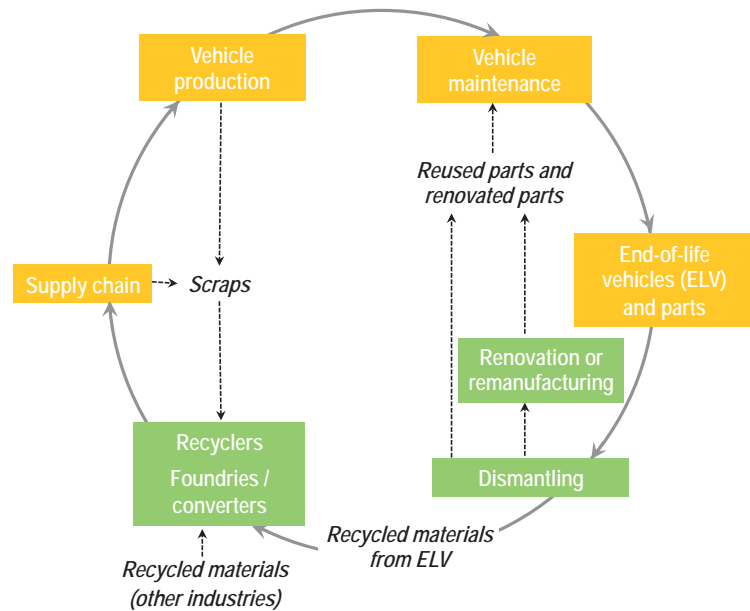 Vehicle
production
Vehicle
maintenance
Reused parts and
renovated parts
End-of-life
vehicles (ELV)
and parts
Supply chain
Scraps
Renovation or
remanufacturing
Recyclers
Foundries /
converters
Dismantling
Recycled materials
from ELV
Recycled materials
(other industries)